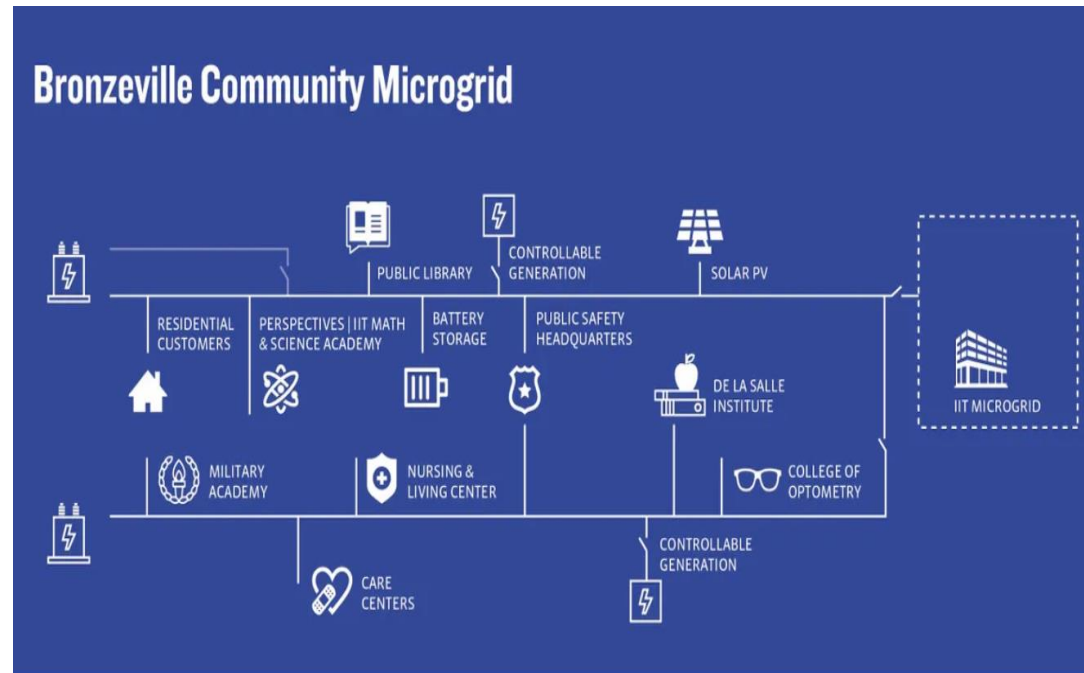 Bronzeville Community Microgrid
PUBLIC LIBRARY
CONTROLLABLE
GENERATION
SOLAR PV
RESIDENTIAL
CUSTOMERS
PERSPECTIVES | IIT MATH
& SCIENCE ACADEMY
BATTERY
STORAGE
PUBLIC SAFETY
HEADQUARTERS
DE LA SALLE
INSTITUTE
IIT MICROGRID
MILITARY
ACADEMY
NURSING &
LIVING CENTER
COLLEGE OF
OPTOMETRY
CONTROLLABLE
GENERATION
CARE
CENTERS